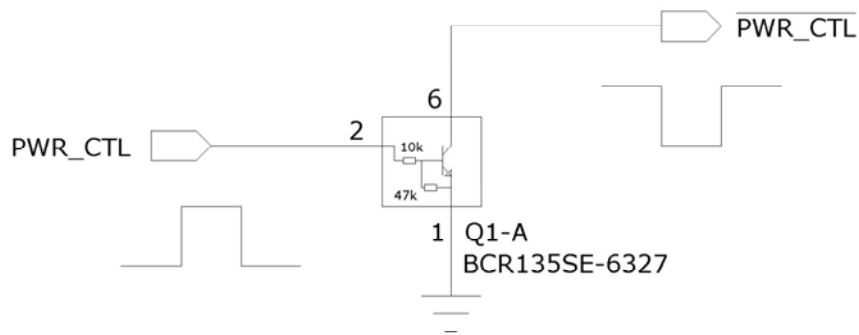 PWR_CTL
6
2
PWR_CTL
10k
47k
1 Q1-A
BCR135SE-6327